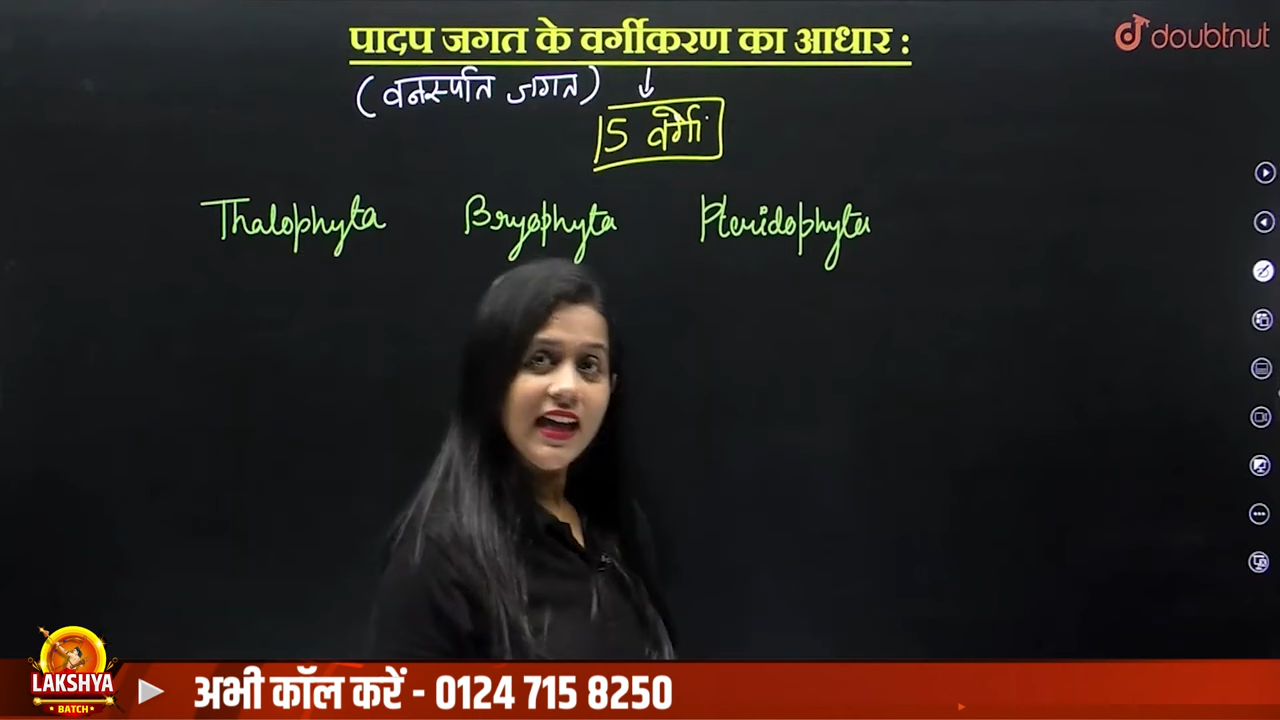 पादप जगत के वर्गीकरण का आधार :
doubtnut
(वनस्पति जगत) ↓
5 वर्गों
Thalophyta Bryophyta Pteridophyta
LAKSHYA
BATCH
अभी कॉल करें - 0124 715 8250